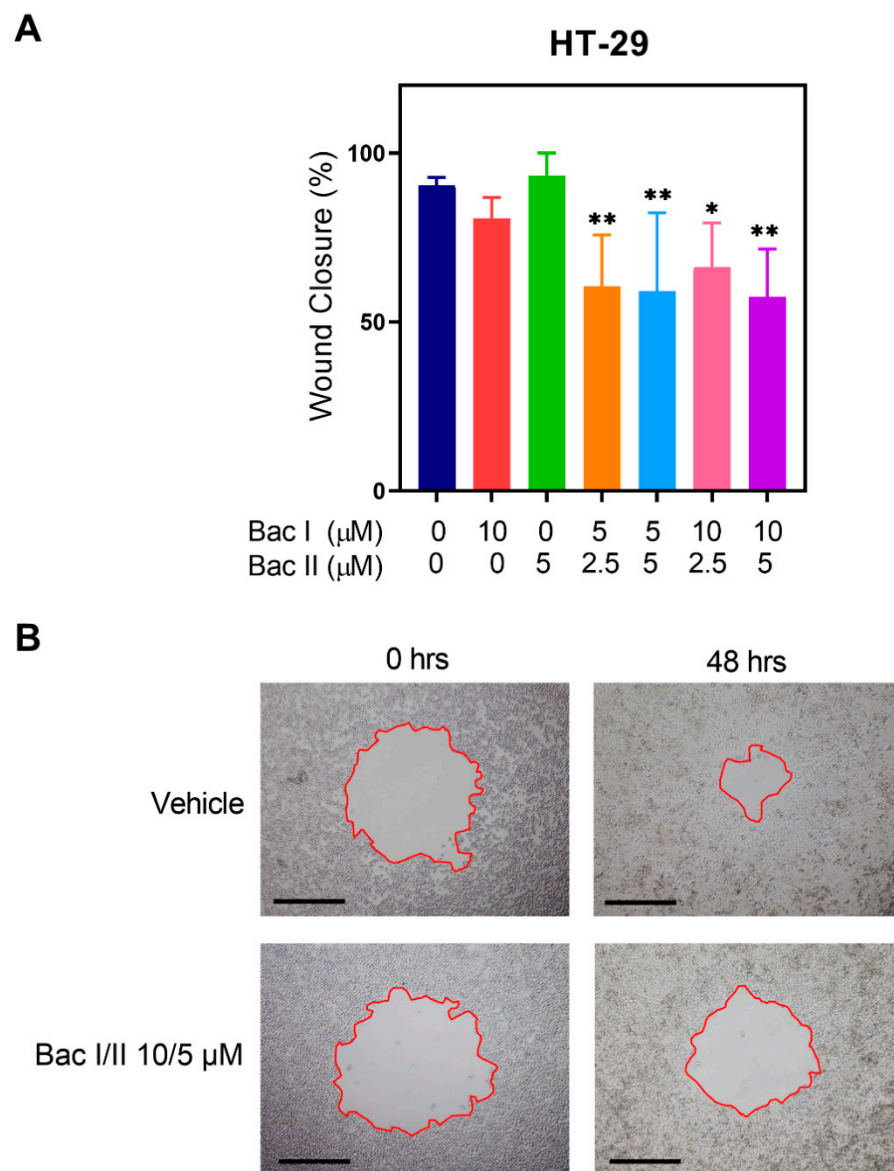 A
HT-29
Wound Closure (%)
100
50
0
Bac I (μM) 0 10 0 5 5 10 10
Bac II (μM) 0 0 5 2.5 5 2.5 5
** ** * **
B
0 hrs 48 hrs
Vehicle
Bac I/II 10/5 μM